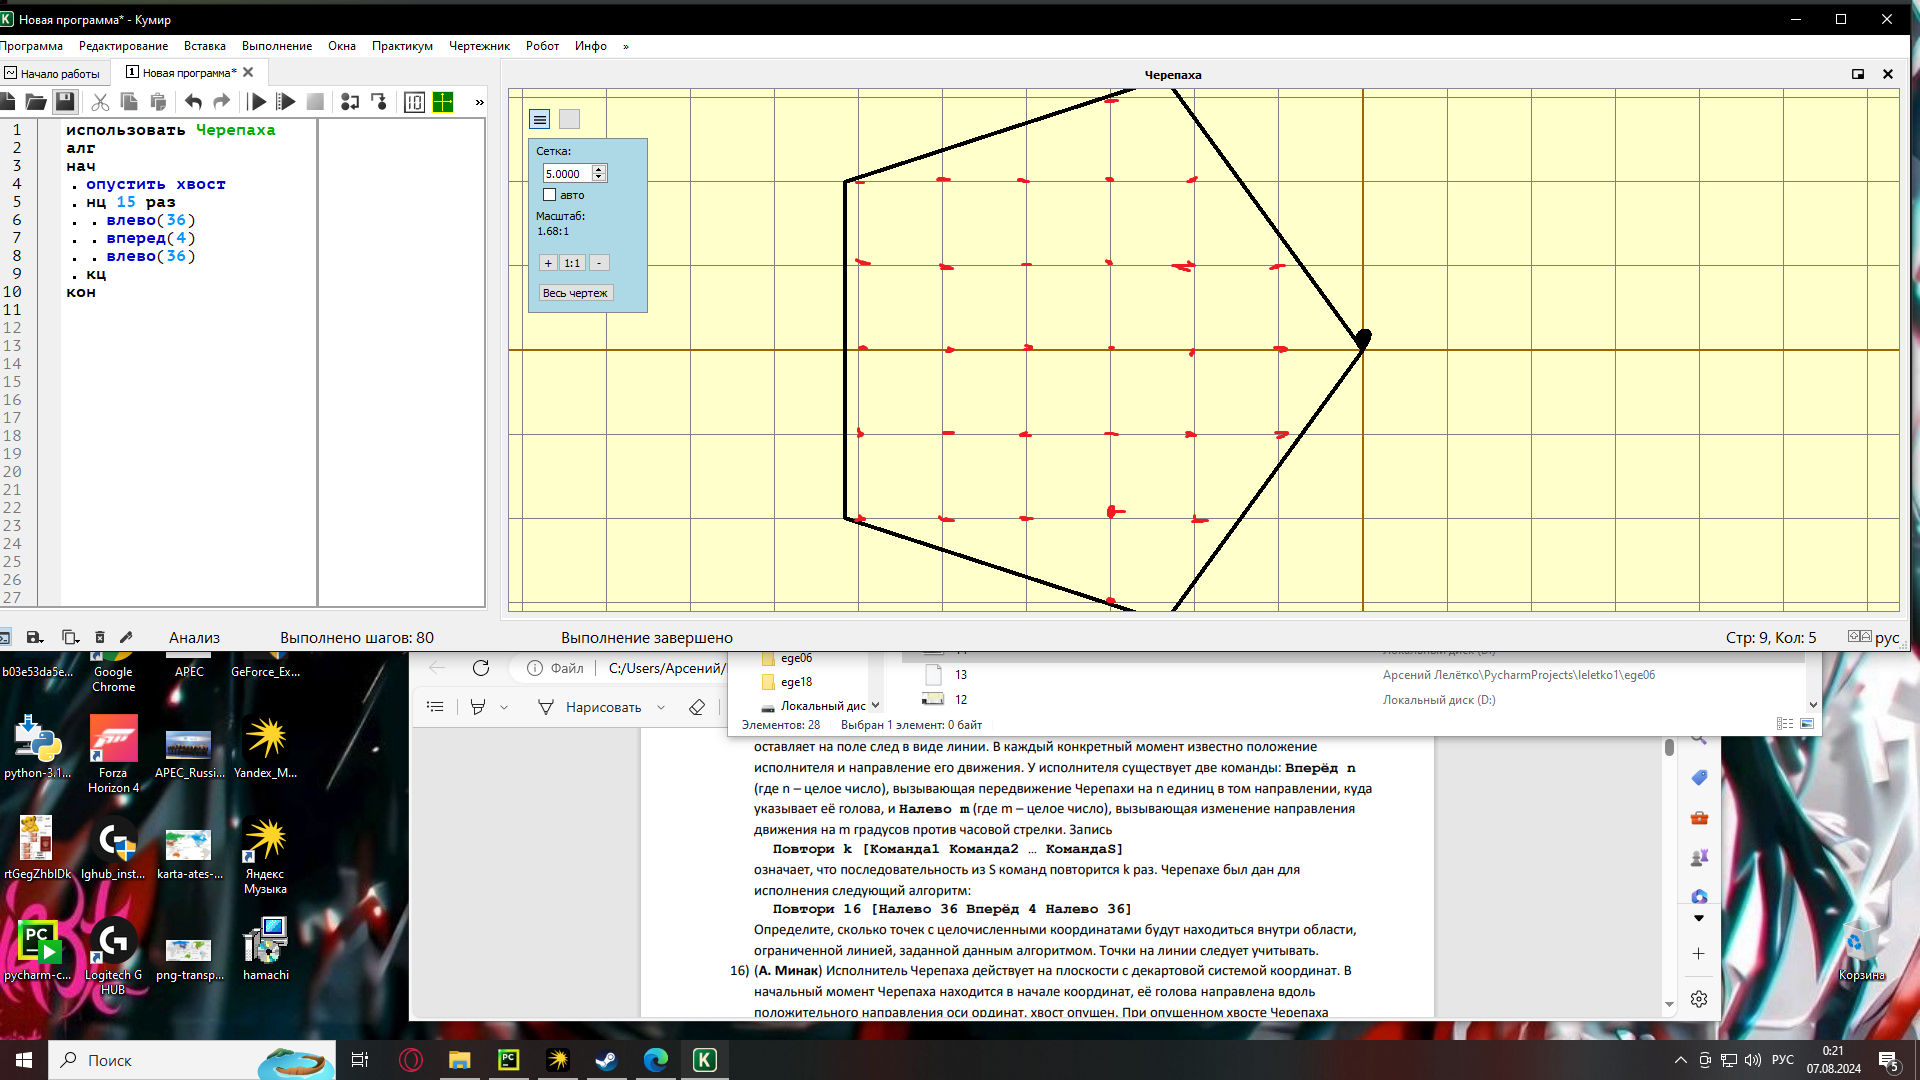 Новая программа* - Кумир
Программа Редактирование Вставка Выполнение Окна Практикум Чертежник Робот Инфо »
Начало работы
1 Новая программа*
Черепаха
»
1 использовать Черепаха
2 алг
3 нач
4 . опустить хвост
5 . нц 15 раз
6 . . влево(36)
7 . . вперед(4)
8 . . влево(36)
9 . кц
10 кон
11
12
13
14
15
16
17
18
19
20
21
22
23
24
25
26
27
Сетка:
5.0000
авто
Масштаб:
1.68:1
+ 1:1 -
Весь чертеж
Анализ Выполнено шагов: 80 Выполнение завершено Стр: 9, Кол: 5 рус
b03e53da5e...
Google Chrome
APEC
GeForce_Ex...
python-3.1...
Forza Horizon 4
APEC_Russi...
Yandex_M...
rtGegZhbIDk
lghub_inst...
karta-ates-...
Яндекс Музыка
pycharm-c...
Logitech G HUB
png-transp...
hamachi
Файл C:/Users/Арсений/
Нарисовать
ege06
ege18
Локальный дис
13 Арсений Лелётко\PycharmProjects\leletko1\ege06
12 Локальный диск (D:)
Элементов: 28 Выбран 1 элемент: 0 байт
оставляет на поле след в виде линии. В каждый конкретный момент известно положение
исполнителя и направление его движения. У исполнителя существует две команды: Вперёд n
(где n – целое число), вызывающая передвижение Черепахи на n единиц в том направлении, куда
указывает её голова, и Налево m (где m – целое число), вызывающая изменение направления
движения на m градусов против часовой стрелки. Запись
Повтори k [Команда1 Команда2 … КомандаS]
означает, что последовательность из S команд повторится k раз. Черепахе был дан для
исполнения следующий алгоритм:
Повтори 16 [Налево 36 Вперёд 4 Налево 36]
Определите, сколько точек с целочисленными координатами будут находиться внутри области,
ограниченной линией, заданной данным алгоритмом. Точки на линии следует учитывать.
16) (А. Минак) Исполнитель Черепаха действует на плоскости с декартовой системой координат. В
начальный момент Черепаха находится в начале координат, её голова направлена вдоль
положительного направления оси ординат, хвост опущен. При опущенном хвосте Черепаха
Корзина
Поиск
РУС
0:21
07.08.2024
5